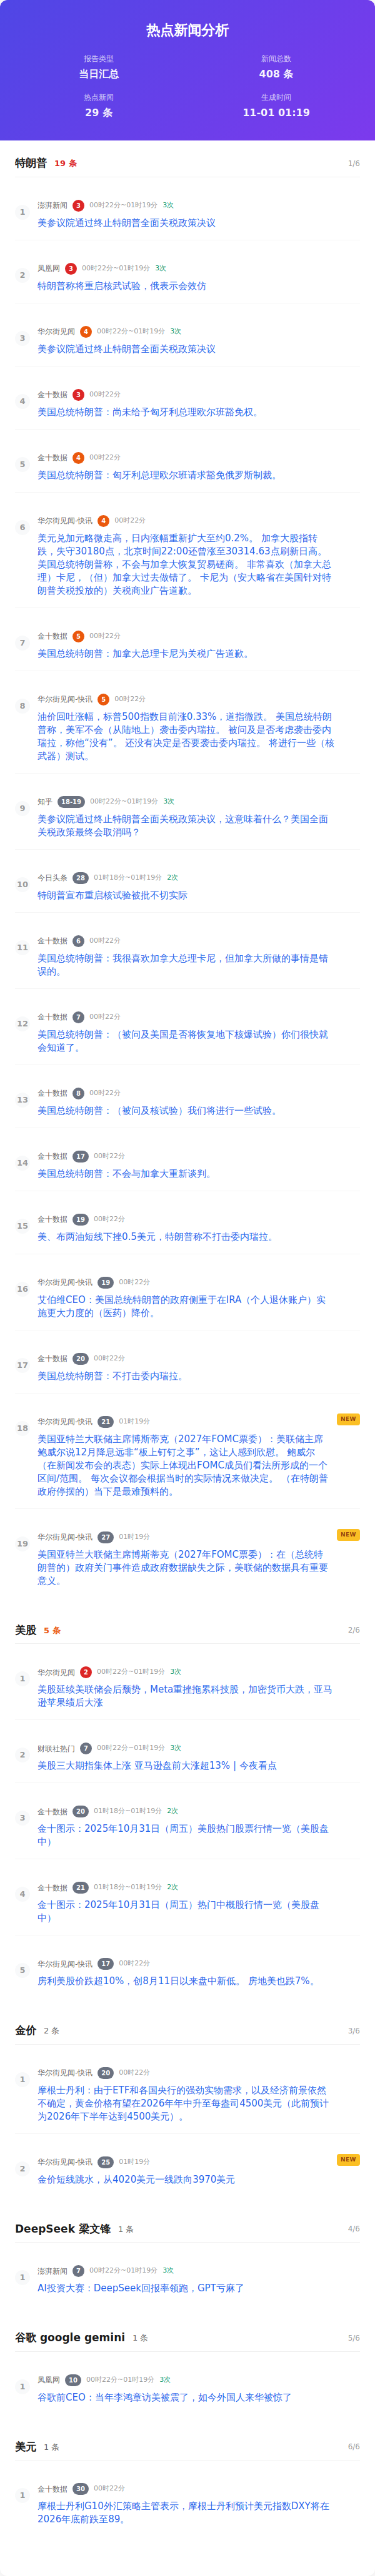 热点新闻分析
报告类型
新闻总数
当日汇总
408 条
热点新闻
生成时间
29 条
11-01 01:19
特朗普 19 条 1/6
1
澎湃新闻 3 00时22分~01时19分 3次
美参议院通过终止特朗普全面关税政策决议
2
凤凰网 3 00时22分~01时19分 3次
特朗普称将重启核武试验，俄表示会效仿
3
华尔街见闻 4 00时22分~01时19分 3次
美参议院通过终止特朗普全面关税政策决议
4
金十数据 3 00时22分
美国总统特朗普：尚未给予匈牙利总理欧尔班豁免权。
5
金十数据 4 00时22分
美国总统特朗普：匈牙利总理欧尔班请求豁免俄罗斯制裁。
6
华尔街见闻-快讯 4 00时22分
美元兑加元略微走高，日内涨幅重新扩大至约0.2%。 加拿大股指转
跌，失守30180点，北京时间22:00还曾涨至30314.63点刷新日高。
美国总统特朗普称，不会与加拿大恢复贸易磋商。 非常喜欢（加拿大总
理）卡尼，（但）加拿大过去做错了。 卡尼为（安大略省在美国针对特
朗普关税投放的）关税商业广告道歉。
7
金十数据 5 00时22分
美国总统特朗普：加拿大总理卡尼为关税广告道歉。
8
华尔街见闻-快讯 5 00时22分
油价回吐涨幅，标普500指数目前涨0.33%，道指微跌。 美国总统特朗
普称，美军不会（从陆地上）袭击委内瑞拉。 被问及是否考虑袭击委内
瑞拉，称他“没有”。 还没有决定是否要袭击委内瑞拉。 将进行一些（核
武器）测试。
9
知乎 18-19 00时22分~01时19分 3次
美参议院通过终止特朗普全面关税政策决议，这意味着什么？美国全面
关税政策最终会取消吗？
10
今日头条 28 01时18分~01时19分 2次
特朗普宣布重启核试验被批不切实际
11
金十数据 6 00时22分
美国总统特朗普：我很喜欢加拿大总理卡尼，但加拿大所做的事情是错
误的。
12
金十数据 7 00时22分
美国总统特朗普：（被问及美国是否将恢复地下核爆试验）你们很快就
会知道了。
13
金十数据 8 00时22分
美国总统特朗普：（被问及核试验）我们将进行一些试验。
14
金十数据 17 00时22分
美国总统特朗普：不会与加拿大重新谈判。
15
金十数据 19 00时22分
美、布两油短线下挫0.5美元，特朗普称不打击委内瑞拉。
16
华尔街见闻-快讯 19 00时22分
艾伯维CEO：美国总统特朗普的政府侧重于在IRA（个人退休账户）实
施更大力度的（医药）降价。
17
金十数据 20 00时22分
美国总统特朗普：不打击委内瑞拉。
18
华尔街见闻-快讯 21 01时19分 NEW
美国亚特兰大联储主席博斯蒂克（2027年FOMC票委）：美联储主席
鲍威尔说12月降息远非“板上钉钉之事”，这让人感到欣慰。 鲍威尔
（在新闻发布会的表态）实际上体现出FOMC成员们看法所形成的一个
区间/范围。 每次会议都会根据当时的实际情况来做决定。 （在特朗普
政府停摆的）当下是最难预料的。
19
华尔街见闻-快讯 27 01时19分 NEW
美国亚特兰大联储主席博斯蒂克（2027年FOMC票委）：在（总统特
朗普的）政府关门事件造成政府数据缺失之际，美联储的数据具有重要
意义。
美股 5 条 2/6
1
华尔街见闻 2 00时22分~01时19分 3次
美股延续美联储会后颓势，Meta重挫拖累科技股，加密货币大跌，亚马
逊苹果绩后大涨
2
财联社热门 7 00时22分~01时19分 3次
美股三大期指集体上涨 亚马逊盘前大涨超13% | 今夜看点
3
金十数据 20 01时18分~01时19分 2次
金十图示：2025年10月31日（周五）美股热门股票行情一览（美股盘
中）
4
金十数据 21 01时18分~01时19分 2次
金十图示：2025年10月31日（周五）热门中概股行情一览（美股盘
中）
5
华尔街见闻-快讯 17 00时22分
房利美股价跌超10%，创8月11日以来盘中新低。 房地美也跌7%。
金价 2 条 3/6
1
华尔街见闻-快讯 20 00时22分
摩根士丹利：由于ETF和各国央行的强劲实物需求，以及经济前景依然
不确定，黄金价格有望在2026年年中升至每盎司4500美元（此前预计
为2026年下半年达到4500美元）。
2
华尔街见闻-快讯 25 01时19分 NEW
金价短线跳水，从4020美元一线跌向3970美元
DeepSeek 梁文锋 1 条 4/6
1
澎湃新闻 7 00时22分~01时19分 3次
AI投资大赛：DeepSeek回报率领跑，GPT亏麻了
谷歌 google gemini 1 条 5/6
1
凤凰网 10 00时22分~01时19分 3次
谷歌前CEO：当年李鸿章访美被震了，如今外国人来华被惊了
美元 1 条 6/6
1
金十数据 30 00时22分
摩根士丹利G10外汇策略主管表示，摩根士丹利预计美元指数DXY将在
2026年底前跌至89。